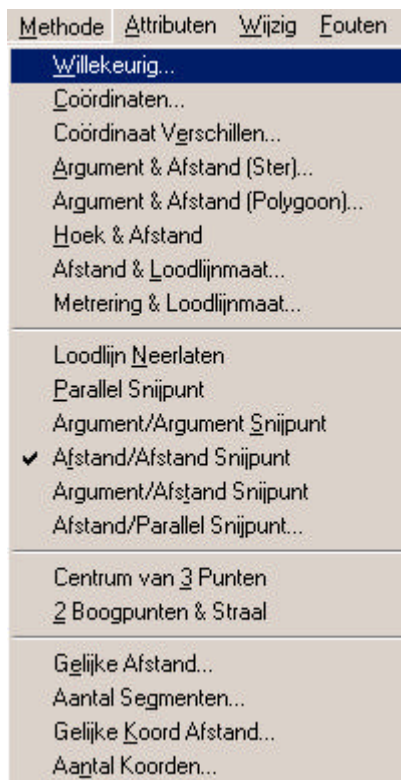 Methode Attributen Wijzig Fouten
Willekeurig...
Coördinaten...
Coördinaat Verschillen...
Argument & Afstand (Ster)...
Argument & Afstand (Polygoon)...
Hoek & Afstand
Afstand & Loodlijnmaat...
Metrering & Loodlijnmaat...
Loodlijn Neerlaten
Parallel Snijpunt
Argument/Argument Snijpunt
Afstand/Afstand Snijpunt
Argument/Afstand Snijpunt
Afstand/Parallel Snijpunt...
Centrum van 3 Punten
2 Boogpunten & Straal
Gelijke Afstand...
Aantal Segmenten...
Gelijke Koord Afstand...
Aantal Koorden...